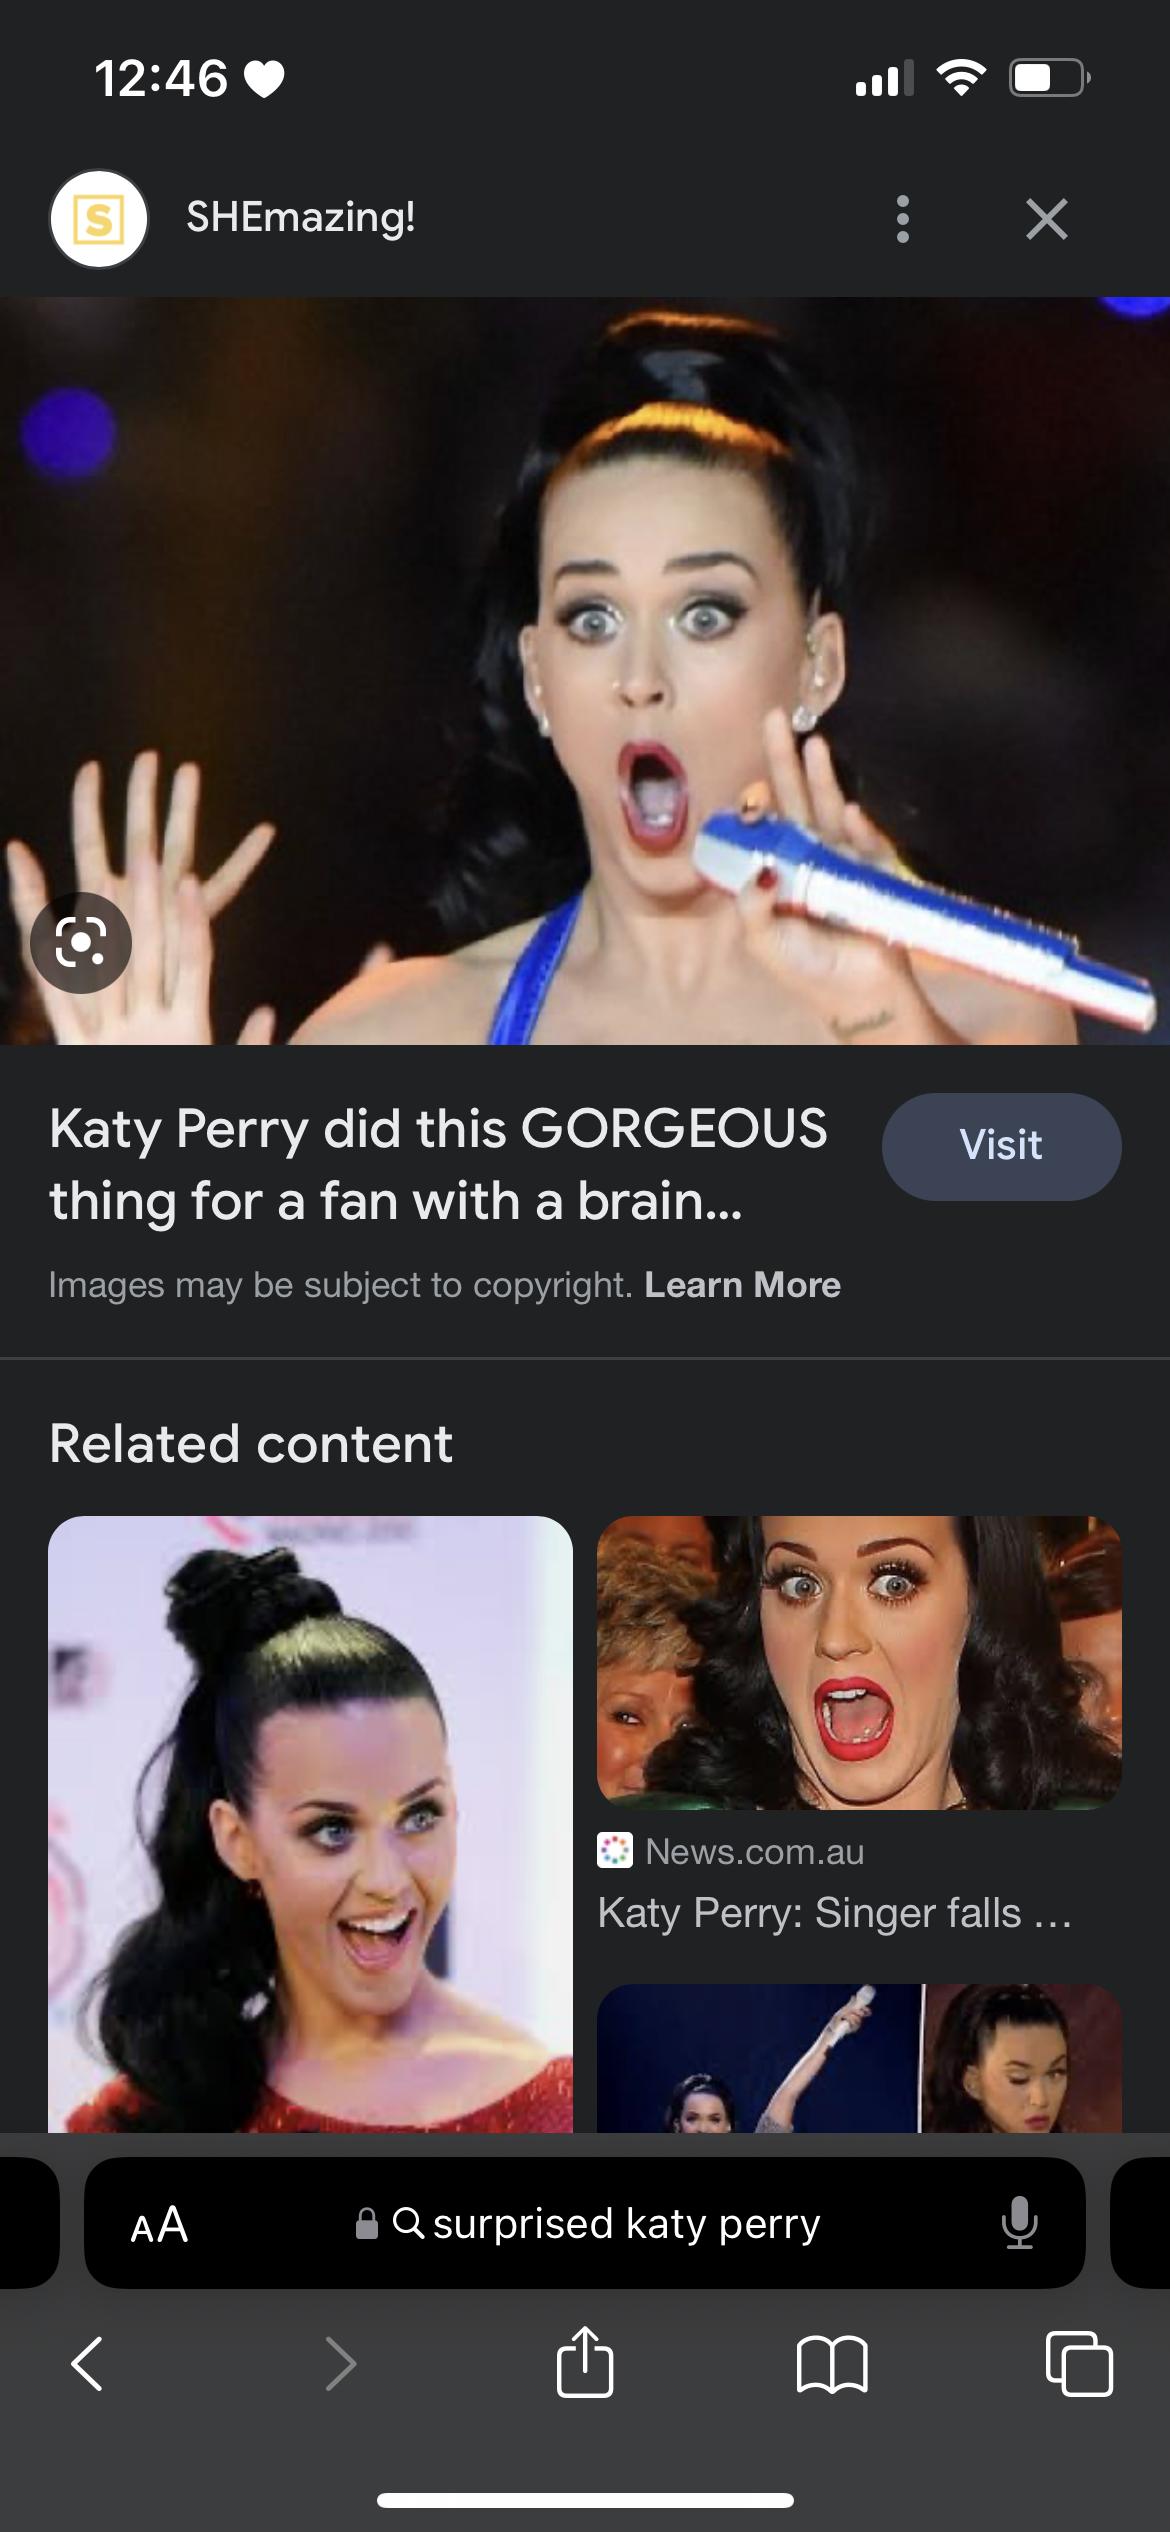 12:46
S
SHEmazing!
Katy Perry did this GORGEOUS
thing for a fan with a brain...
Visit
Images may be subject to copyright. Learn More
Related content
News.com.au
Katy Perry: Singer falls ...
AA
surprised katy perry